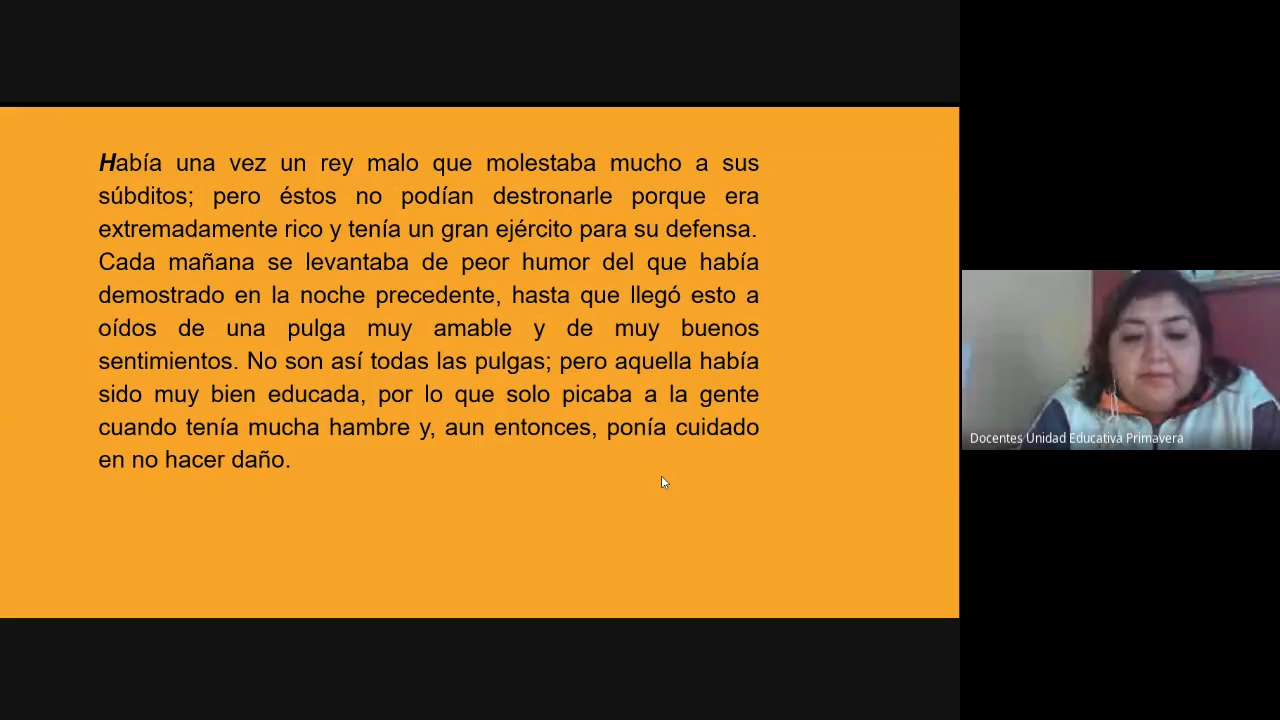 Había una vez un rey malo que molestaba mucho a sus
súbditos; pero éstos no podían destronarle porque era
extremadamente rico y tenía un gran ejército para su defensa.
Cada mañana se levantaba de peor humor del que había
demostrado en la noche precedente, hasta que llegó esto a
oídos de una pulga muy amable y de muy buenos
sentimientos. No son así todas las pulgas; pero aquella había
sido muy bien educada, por lo que solo picaba a la gente
cuando tenía mucha hambre y, aun entonces, ponía cuidado
en no hacer daño.
Docentes Unidad Educativa Primavera